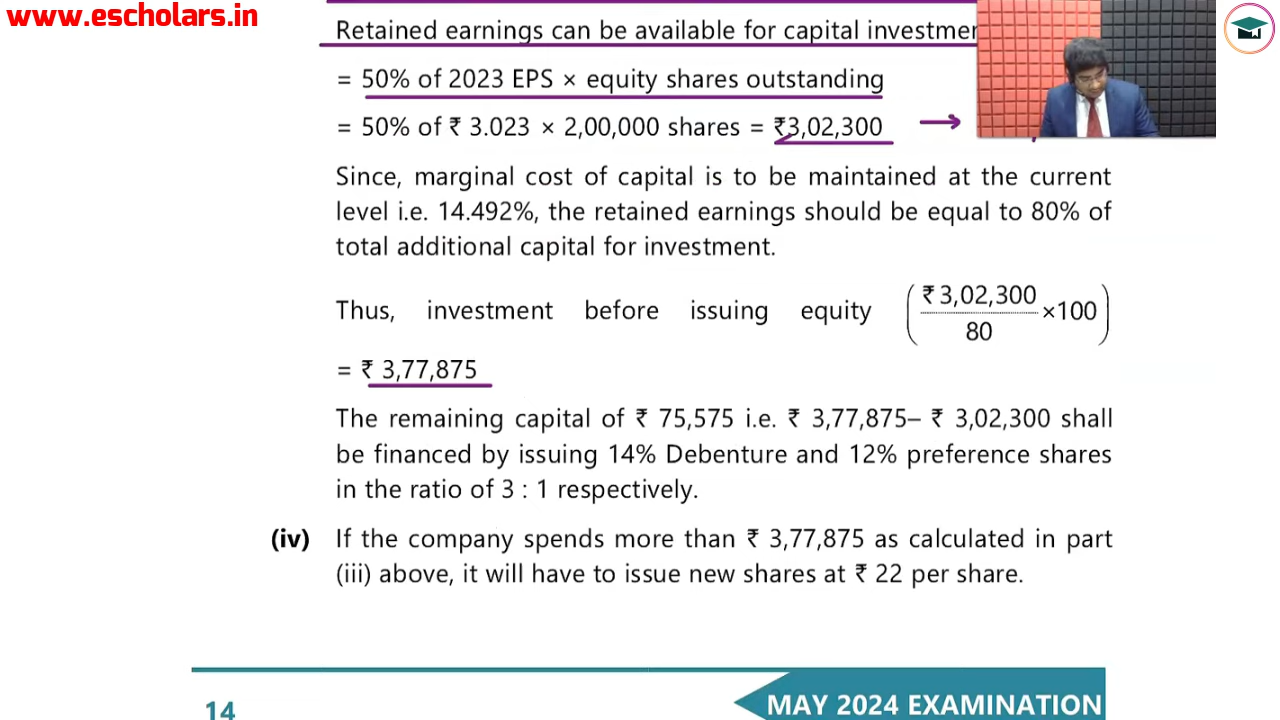 www.escholars.in
Retained earnings can be available for capital
= 50% of 2023 EPS × equity shares outstanding
= 50% of ₹ 3.023 × 2,00,000 shares = ₹3,02,300
Since, marginal cost of capital is to be maintained at the current
level i.e. 14.492%, the retained earnings should be equal to 80% of
total additional capital for investment.
Thus, investment before issuing equity (₹ 3,02,300 / 80 ×100)
= ₹ 3,77,875
The remaining capital of ₹ 75,575 i.e. ₹ 3,77,875– ₹ 3,02,300 shall
be financed by issuing 14% Debenture and 12% preference shares
in the ratio of 3 : 1 respectively.
(iv) If the company spends more than ₹ 3,77,875 as calculated in part
(iii) above, it will have to issue new shares at ₹ 22 per share.
14
MAY 2024 EXAMINATION